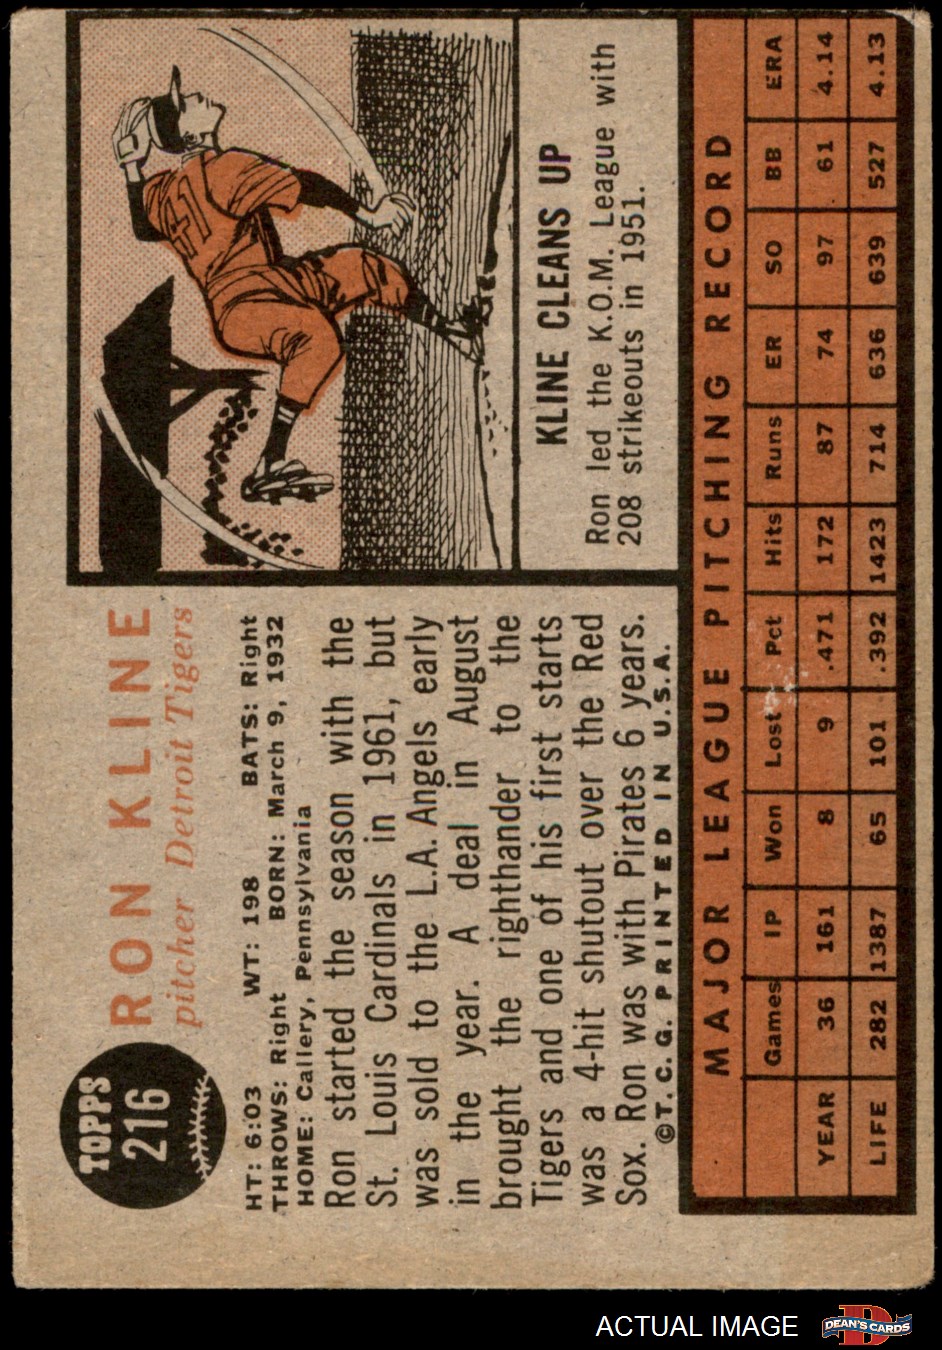 TOPPS
216
RON KLINE
pitcher Detroit Tigers
HT: 6:03 WT: 198 BATS: Right
THROWS: Right BORN: March 9, 1932
HOME: Callery, Pennsylvania
Ron started the season with the
St. Louis Cardinals in 1961, but
was sold to the L.A. Angels early
in the year. A deal in August
brought the righthander to the
Tigers and one of his first starts
was a 4-hit shutout over the Red
Sox. Ron was with Pirates 6 years.
©T. C. G. PRINTED IN U.S.A.
41
KLINE CLEANS UP
Ron led the K.O.M. League with
208 strikeouts in 1951.
MAJOR LEAGUE PITCHING RECORD
Games IP Won Lost Pct Hits Runs ER SO BB ERA
YEAR 36 161 8 9 .471 172 87 74 97 61 4.14
LIFE 282 1387 65 101 .392 1423 714 636 639 527 4.13
ACTUAL IMAGE
DEAN'S CARDS